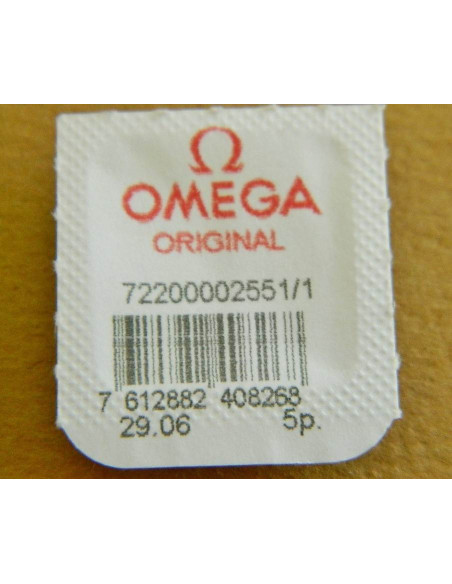 Ω
OMEGA
ORIGINAL
72200002551/1
7 612882 408268
29.06 5p.